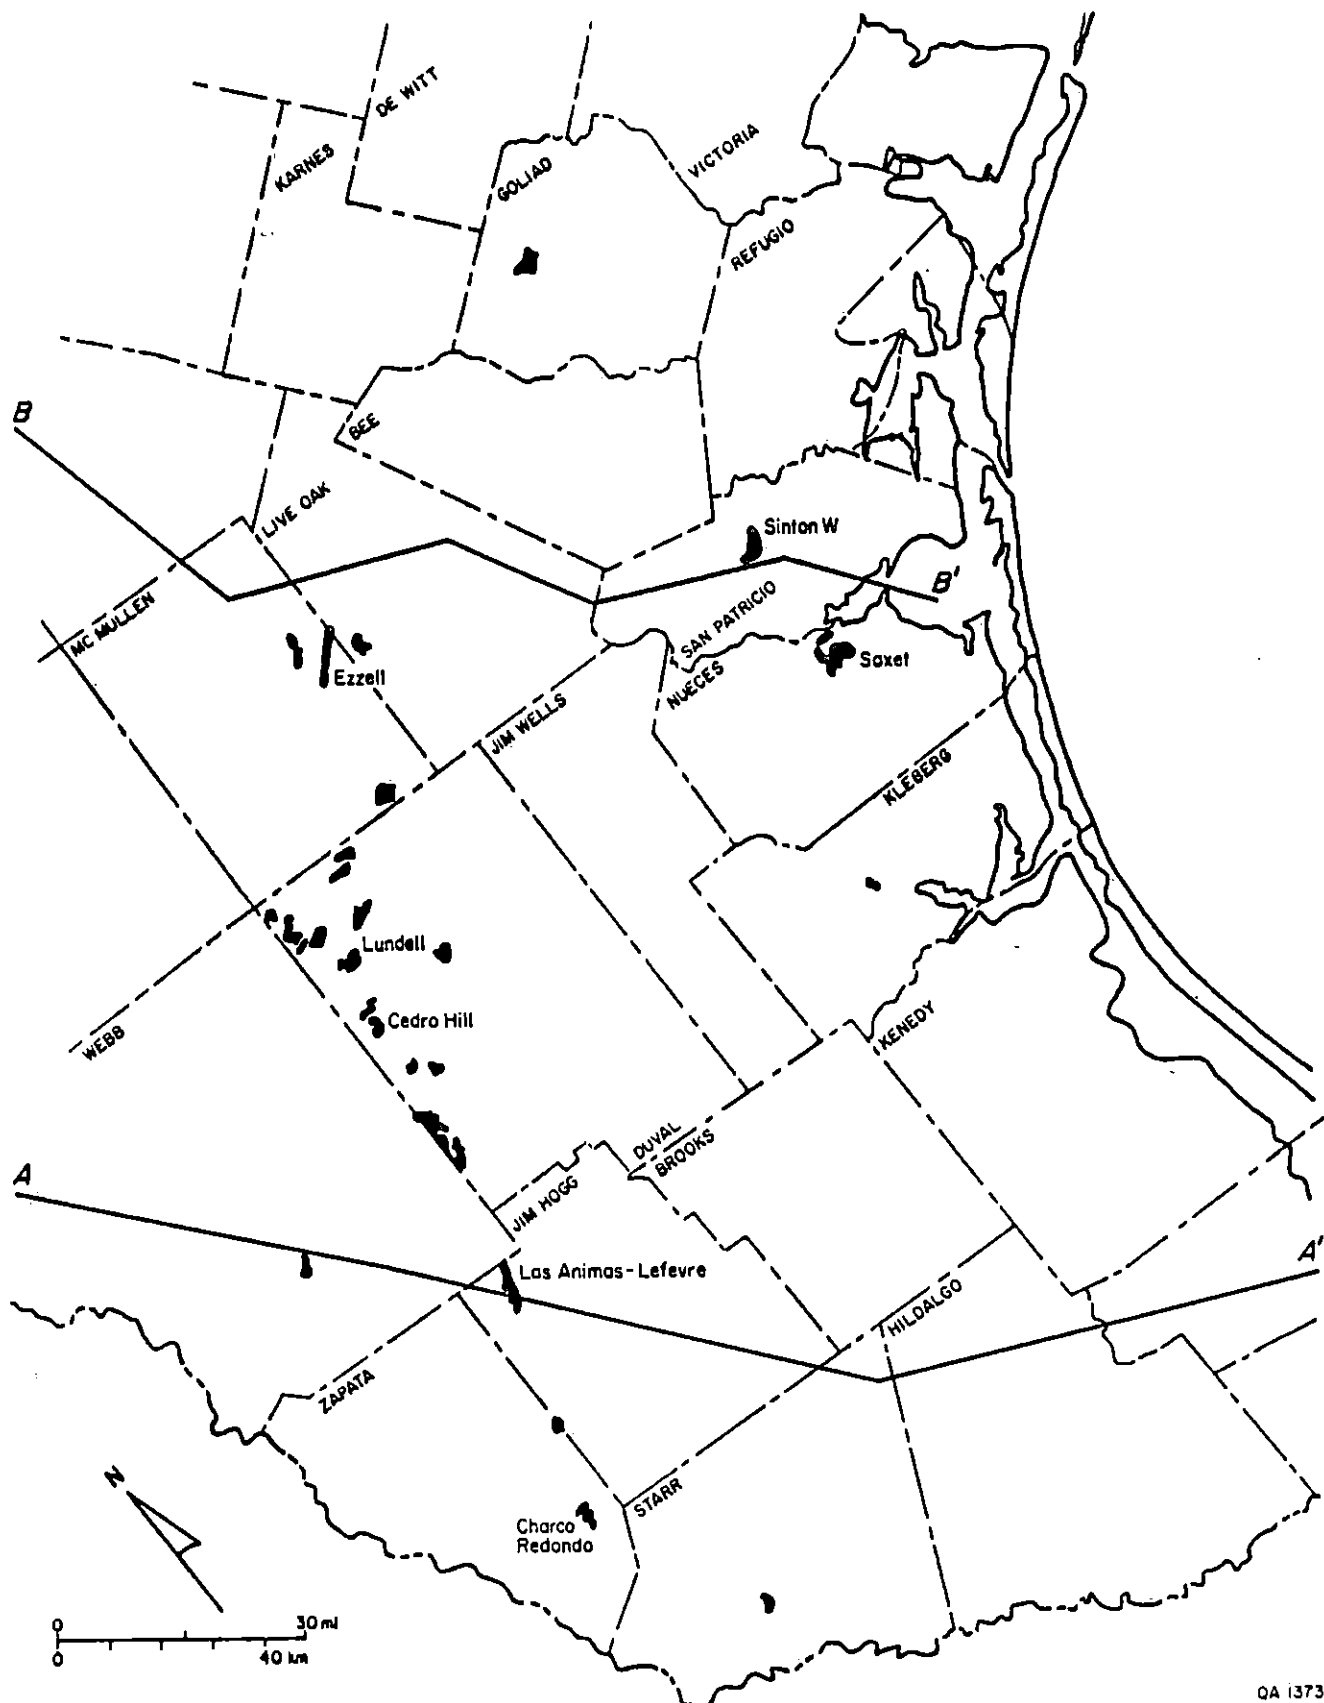 DE WITT
KARNES
GOLIAD
VICTORIA
REFUGIO
B
BEE
LIVE OAK
Sinton W
B'
MC MULLEN
SAN PATRICIO
Ezzell
Saxet
NUECES
JIM WELLS
KLEBERG
Lundell
Cedro Hill
WEBB
KENEDY
DUVAL
BROOKS
A
JIM HOGG
A'
Las Animas-Lefevre
HILDALGO
ZAPATA
N
STARR
Charco
Redondo
0 30 mi
0 40 km
QA 1373